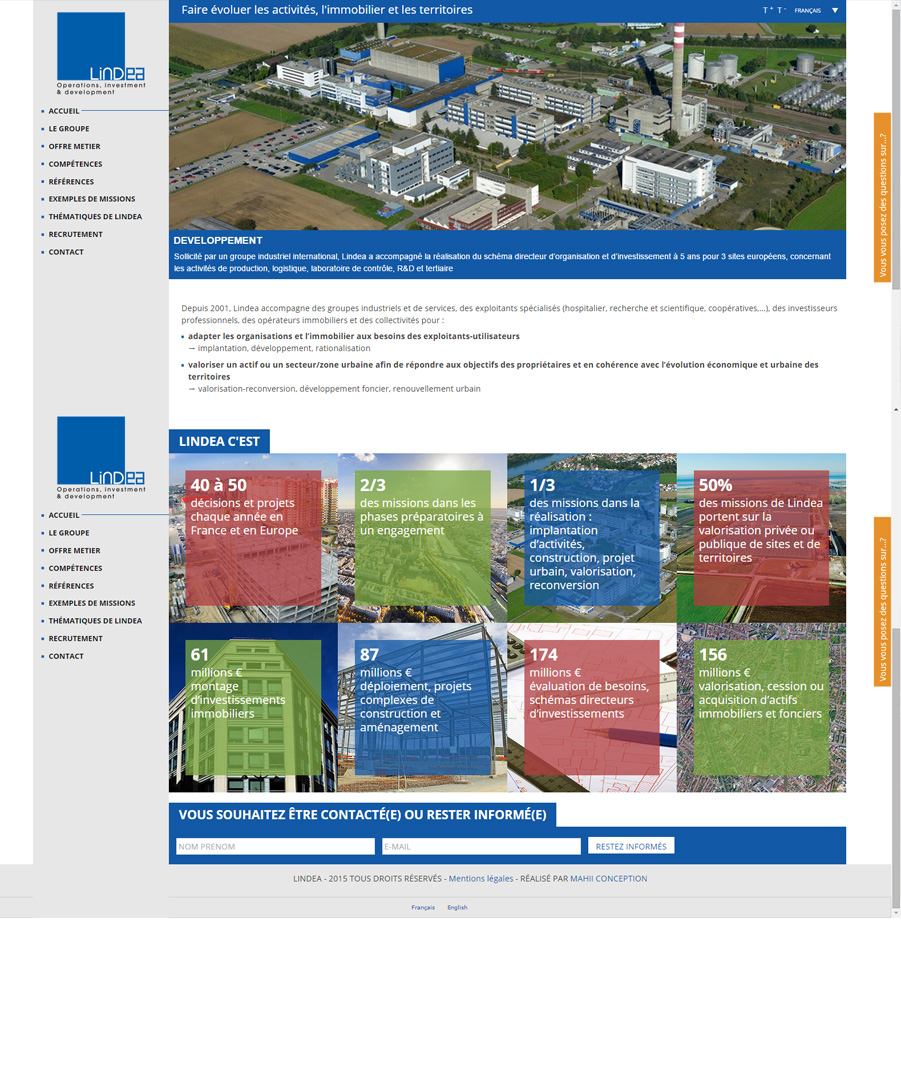 Faire évoluer les activités, l'immobilier et les territoires
T + T - FRANÇAIS
LINDEA
Operations, investment
& development
ACCUEIL
LE GROUPE
OFFRE METIER
COMPÉTENCES
RÉFÉRENCES
EXEMPLES DE MISSIONS
THÉMATIQUES DE LINDEA
RECRUTEMENT
CONTACT
Vous vous posez des questions sur...?
DEVELOPPEMENT
Sollicité par un groupe industriel international, Lindea a accompagné la réalisation du schéma directeur d'organisation et d'investissement à 5 ans pour 3 sites européens, concernant
les activités de production, logistique, laboratoire de contrôle, R&D et tertiaire
Depuis 2001, Lindea accompagne des groupes industriels et de services, des exploitants spécialisés (hospitalier, recherche et scientifique, coopératives,...), des investisseurs
professionnels, des opérateurs immobiliers et des collectivités pour :
adapter les organisations et l'immobilier aux besoins des exploitants-utilisateurs
→ implantation, développement, rationalisation
valoriser un actif ou un secteur/zone urbaine afin de répondre aux objectifs des propriétaires et en cohérence avec l'évolution économique et urbaine des
territoires
→ valorisation-reconversion, développement foncier, renouvellement urbain
LINDEA
Operations, investment
& development
ACCUEIL
LE GROUPE
OFFRE METIER
COMPÉTENCES
RÉFÉRENCES
EXEMPLES DE MISSIONS
THÉMATIQUES DE LINDEA
RECRUTEMENT
CONTACT
Vous vous posez des questions sur...?
LINDEA C'EST
40 à 50
décisions et projets
chaque année en
France et en Europe
2/3
des missions dans les
phases préparatoires à
un engagement
1/3
des missions dans la
réalisation :
implantation
d'activités,
construction, projet
urbain, valorisation,
reconversion
50%
des missions de Lindea
portent sur la
valorisation privée ou
publique de sites et de
territoires
61
millions €
montage
d'investissements
immobiliers
87
millions €
déploiement, projets
complexes de
construction et
aménagement
174
millions €
évaluation de besoins,
schémas directeurs
d'investissements
156
millions €
valorisation, cession ou
acquisition d'actifs
immobiliers et fonciers
VOUS SOUHAITEZ ÊTRE CONTACTÉ(E) OU RESTER INFORMÉ(E)
NOM PRENOM
E-MAIL
RESTEZ INFORMÉS
LINDEA - 2015 TOUS DROITS RÉSERVÉS - Mentions légales - RÉALISÉ PAR MAHII CONCEPTION
Français English